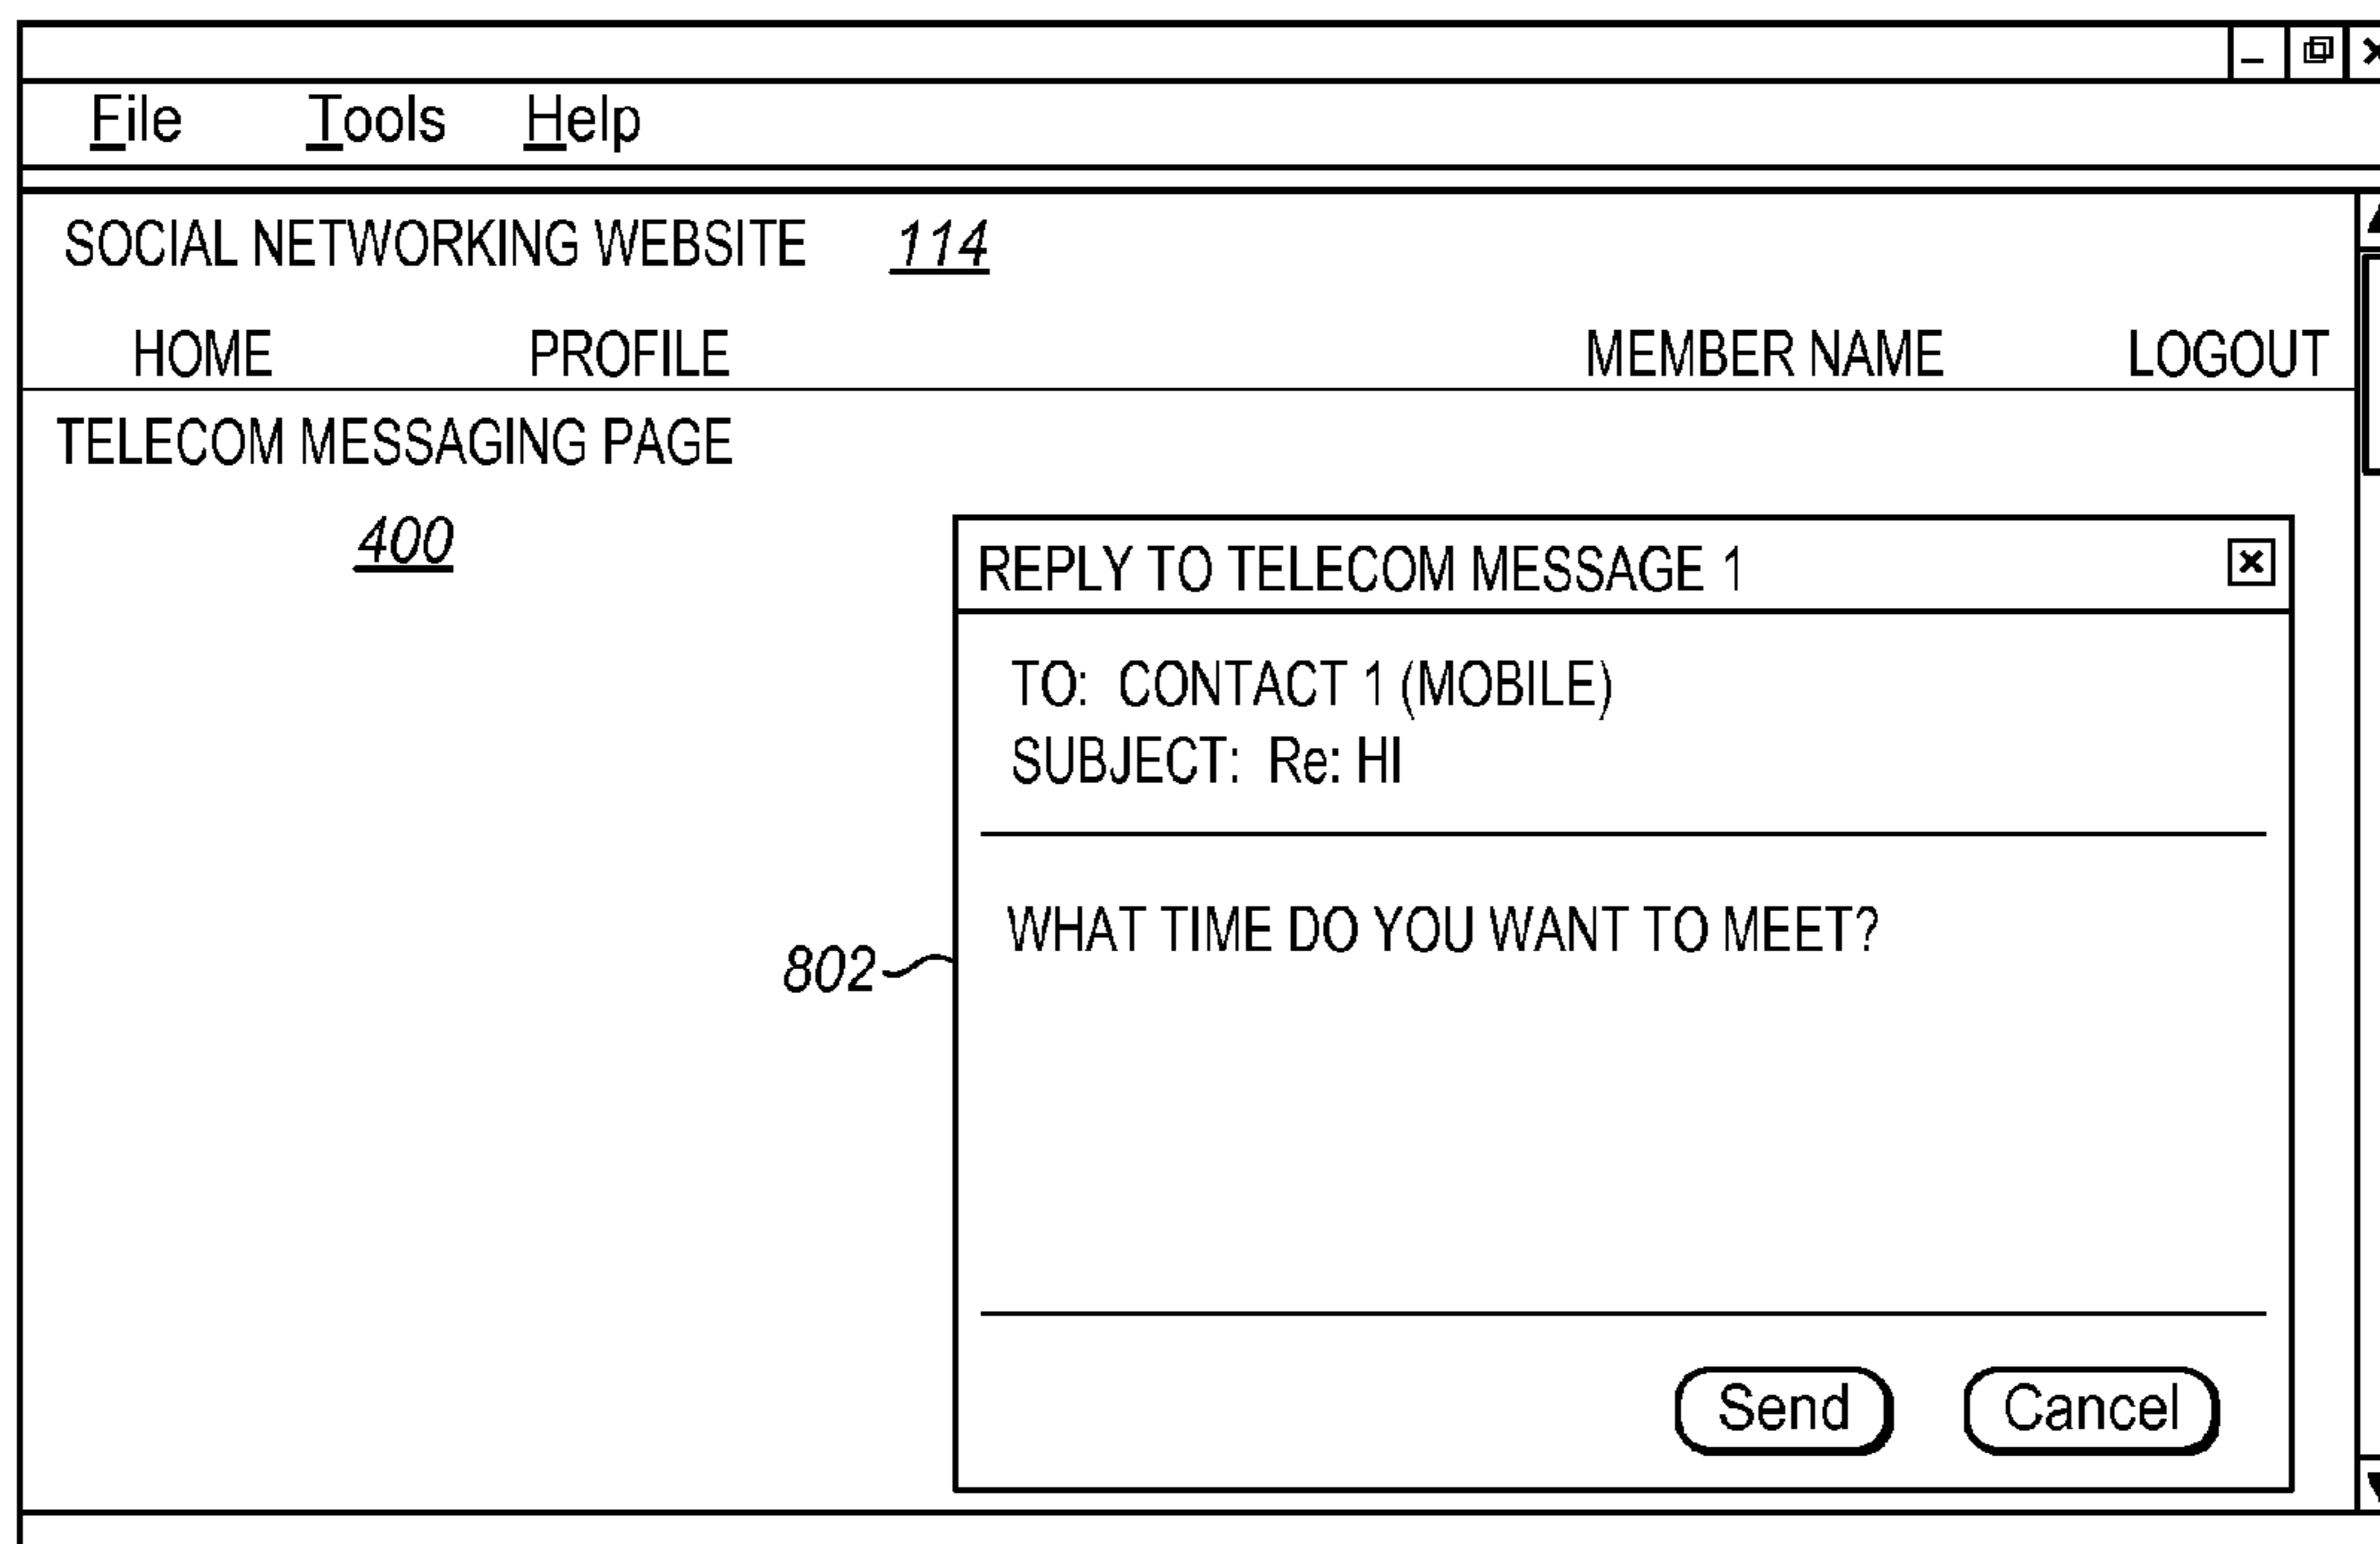 File Tools Help
SOCIAL NETWORKING WEBSITE 114
HOME PROFILE MEMBER NAME LOGOUT
TELECOM MESSAGING PAGE
400
REPLY TO TELECOM MESSAGE 1
TO: CONTACT 1 (MOBILE)
SUBJECT: Re: HI
WHAT TIME DO YOU WANT TO MEET?
802
Send Cancel